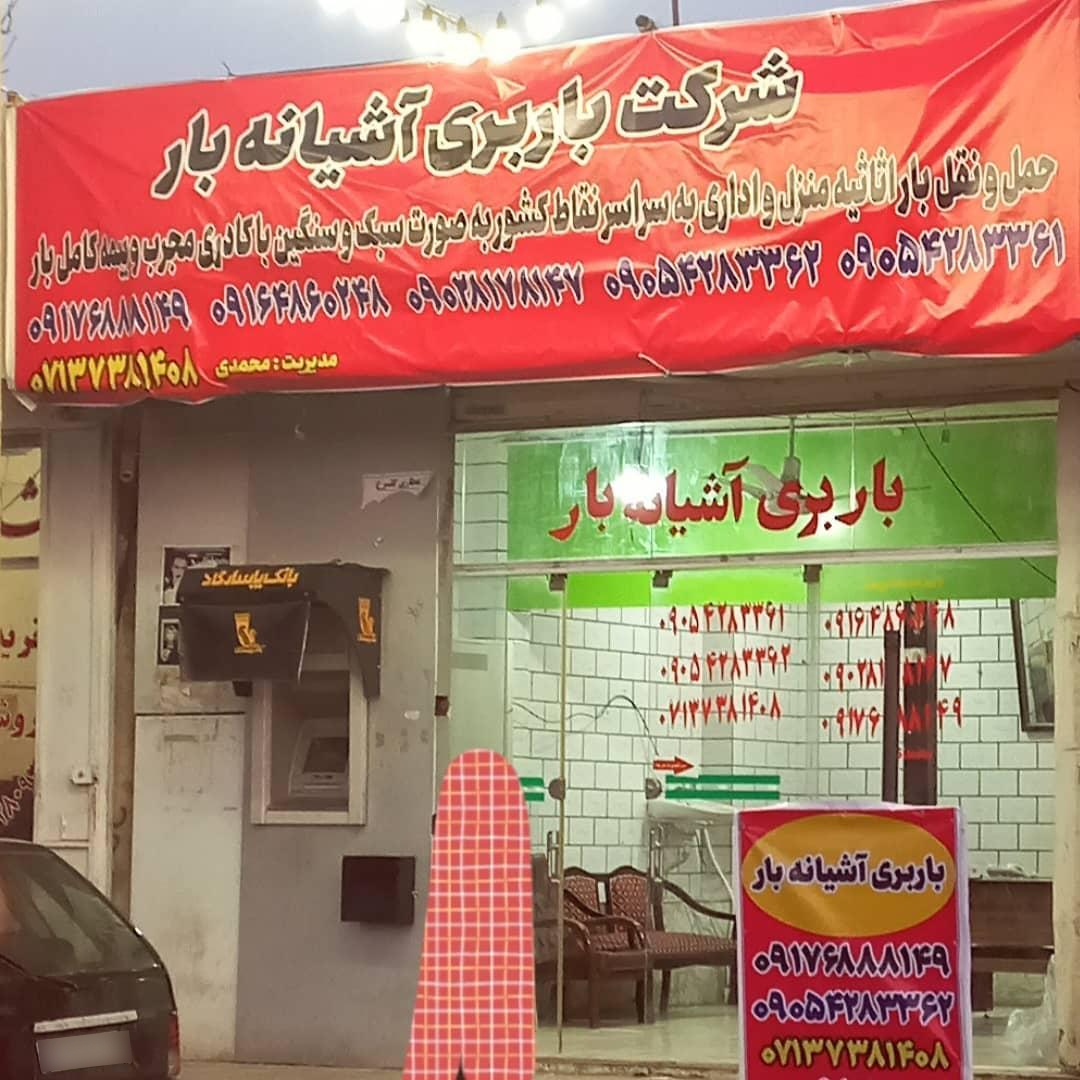 شرکت باربری آشیانه بار
حمل و نقل بار اثاثیه منزل و اداری به سراسر نقاط کشور به صورت سبک و سنگین با کادری مجرب و بیمه کامل بار
۰۹۱۷۶۸۸۸۱۴۹ ۰۹۱۶۴۸۶۰۲۴۸ ۰۹۰۲۸۱۷۸۱۴۷ ۰۹۰۵۴۲۸۳۳۶۲ ۰۹۰۵۴۲۸۳۳۶۱
مدیریت : محمدی
۰۷۱۳۷۳۸۱۴۰۸
باربری آشیانه بار
۰۹۰۵۴۲۸۳۳۶۱
۰۹۰۵۴۲۸۳۳۶۲
۰۷۱۳۷۳۸۱۴۰۸
بانک پاسارگاد
باربری آشیانه بار
۰۹۱۷۶۸۸۸۱۴۹
۰۹۰۵۴۲۸۳۳۶۲
۰۷۱۳۷۳۸۱۴۰۸